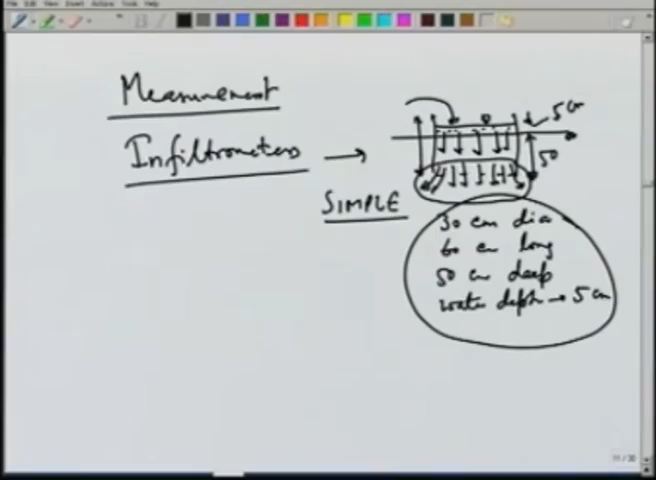 Measurement
Infiltrometers →
SIMPLE
5 cm
50
30 cm dia
60 cm long
50 cm deep
water depth → 5 cm